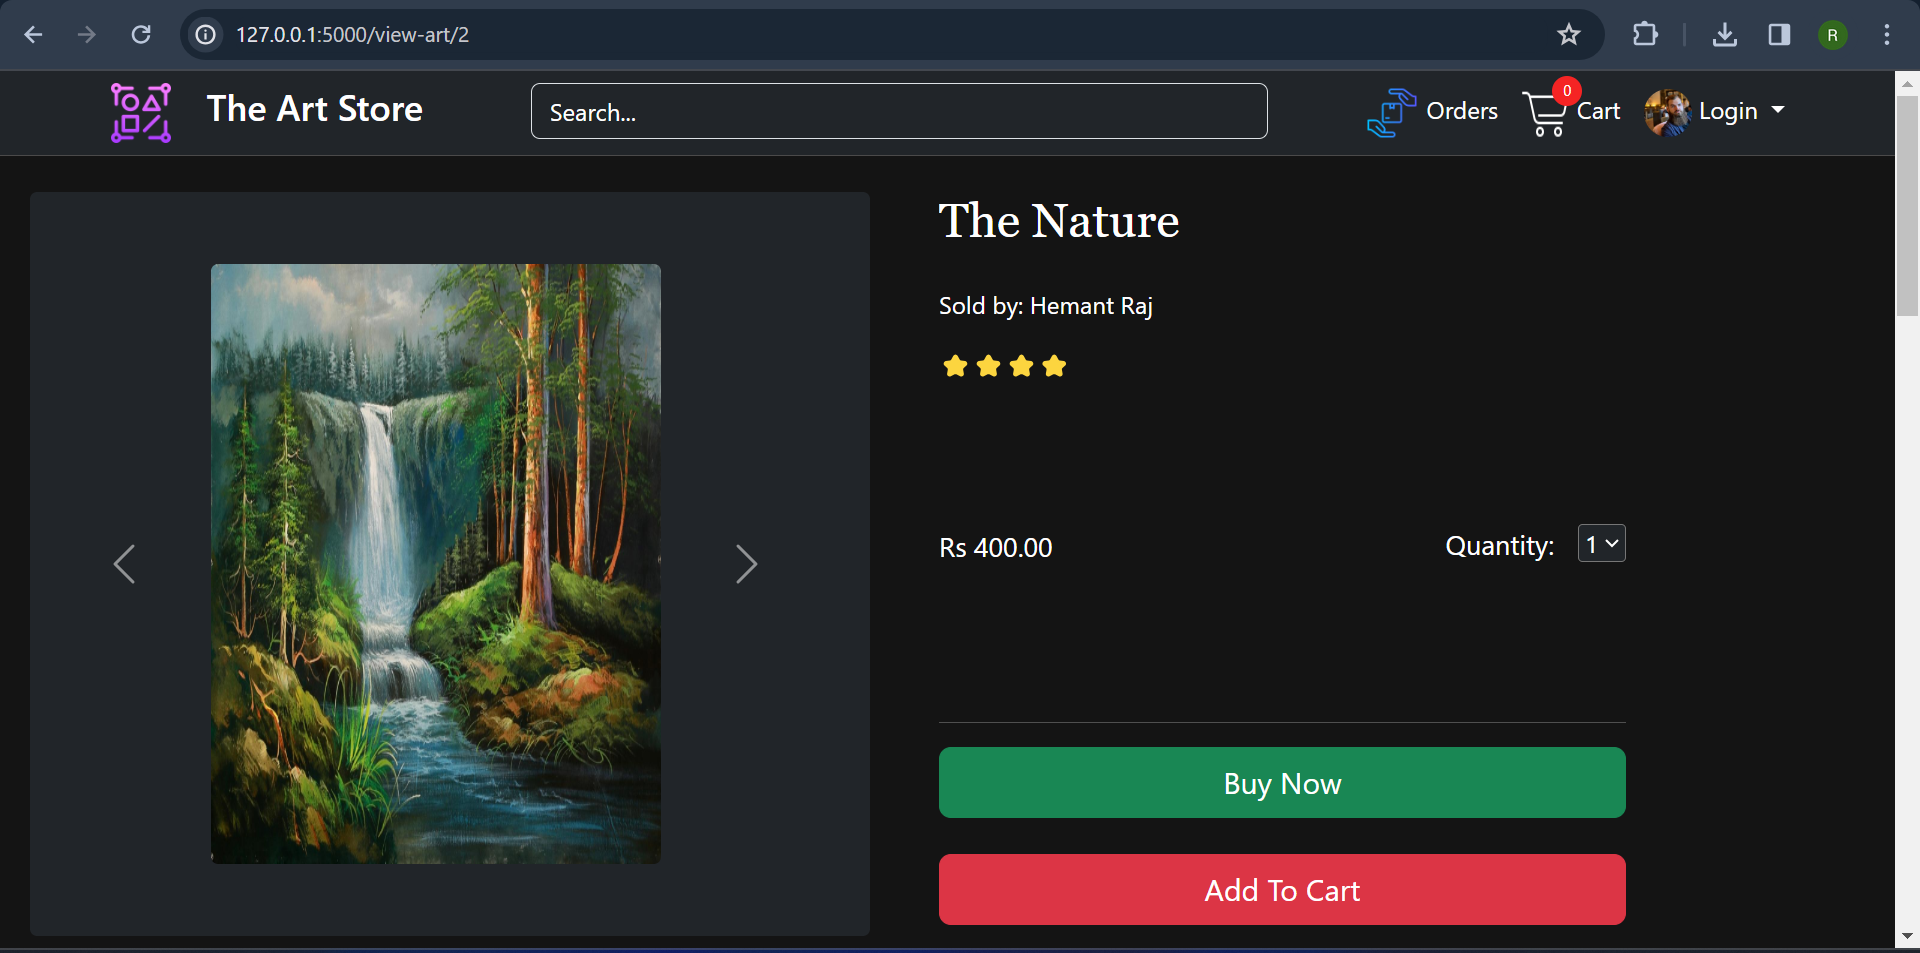 127.0.0.1:5000/view-art/2
R
The Art Store
Search...
Orders
0
Cart
Login
The Nature
Sold by: Hemant Raj
Rs 400.00
Quantity:
1
Buy Now
Add To Cart